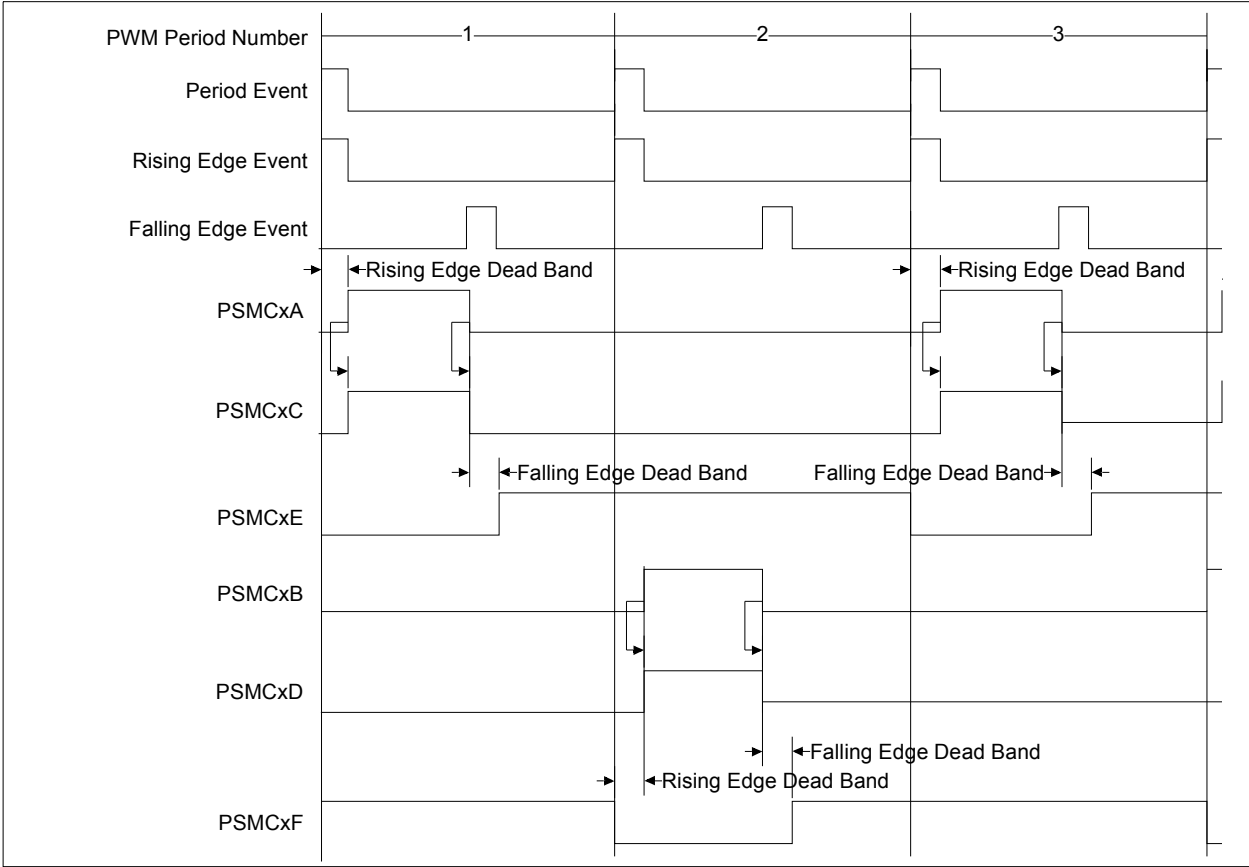 PWM Period Number
1
2
3
Period Event
Rising Edge Event
Falling Edge Event
Rising Edge Dead Band
Rising Edge Dead Band
PSMCxA
PSMCxC
Falling Edge Dead Band
Falling Edge Dead Band
PSMCxE
PSMCxB
PSMCxD
Falling Edge Dead Band
Rising Edge Dead Band
PSMCxF